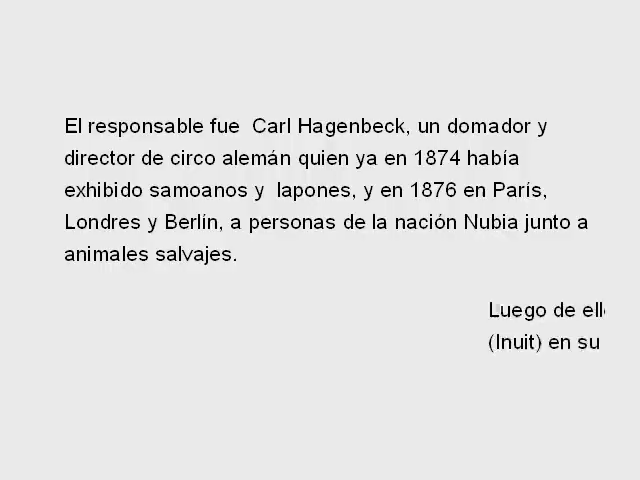 El responsable fue  Carl Hagenbeck, un domador y
director de circo alemán quien ya en 1874 había
exhibido samoanos y  lapones, y en 1876 en París,
Londres y Berlín, a personas de la nación Nubia junto a
animales salvajes.
Luego de
(Inuit) en su